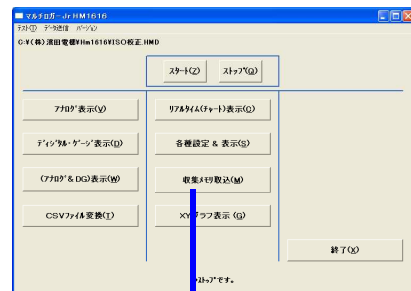 マルチロガーJr HM1616
テスト(T) データ送信 バージョン
C:¥(株)濱田電機¥Hm1616¥ISO校正.HMD
スタート(Z) ストップ(Q)
アナログ表示(V) リアルタイム(チャート)表示(C)
ディジタル・ゲージ表示(D) 各種設定 & 表示(S)
(アナログ& DG)表示(W) 収集メモリ取込(M)
CSVファイル変換(T) XYグラフ表示 (G)
終了(X)
ストップです。